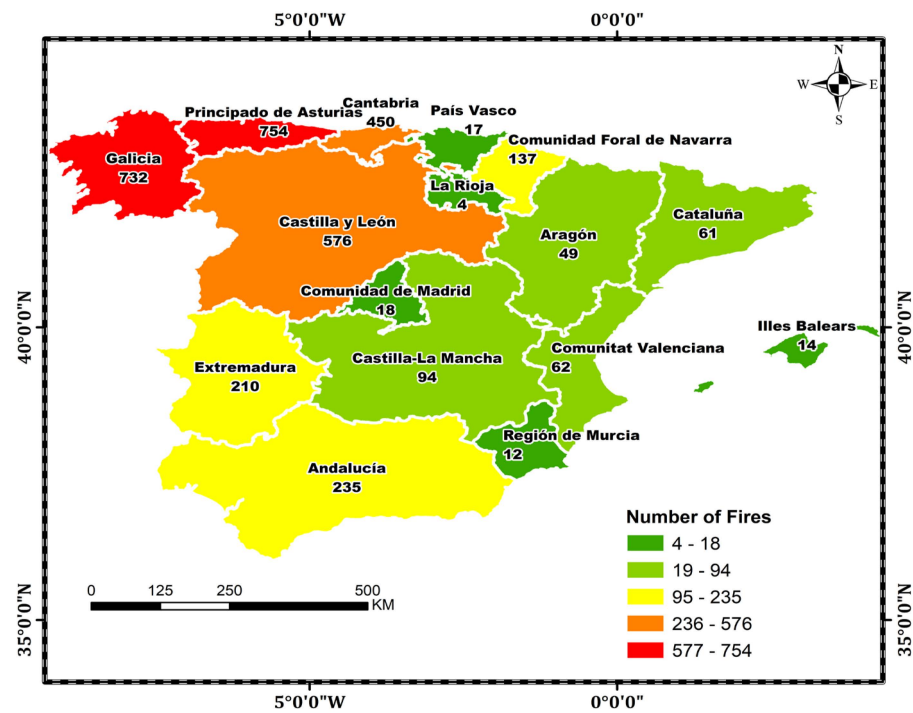 5°0'0"W 0°0'0"
N
W E
S
Principado de Asturias
754
Cantabria
450
País Vasco
17
Comunidad Foral de Navarra
137
Galicia
732
La Rioja
4
Castilla y León
576
Aragón
49
Cataluña
61
Comunidad de Madrid
18
40°0'0"N
40°0'0"N
Illes Balears
14
Extremadura
210
Castilla-La Mancha
94
Comunitat Valenciana
62
Región de Murcia
12
Andalucía
235
Number of Fires
4 - 18
19 - 94
95 - 235
236 - 576
577 - 754
0 125 250 500
KM
35°0'0"N
35°0'0"N
5°0'0"W 0°0'0"